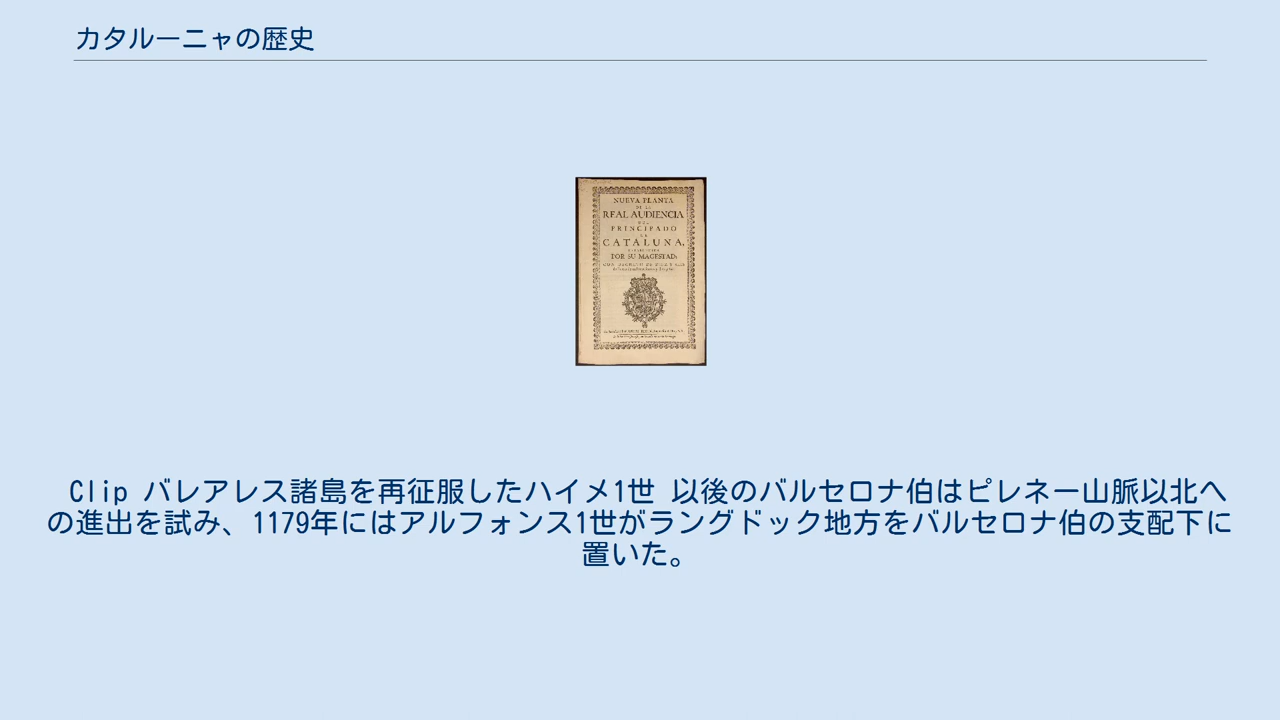 カタルーニャの歴史
NUEVA PLANTA
DE LA
REAL AUDIENCIA
PRINCIPADO
CATALUNA,
POR SU MAGESTAD,
Clip バレアレス諸島を再征服したハイメ1世 以後のバルセロナ伯はピレネー山脈以北へ
の進出を試み、1179年にはアルフォンス1世がラングドック地方をバルセロナ伯の支配下に
置いた。